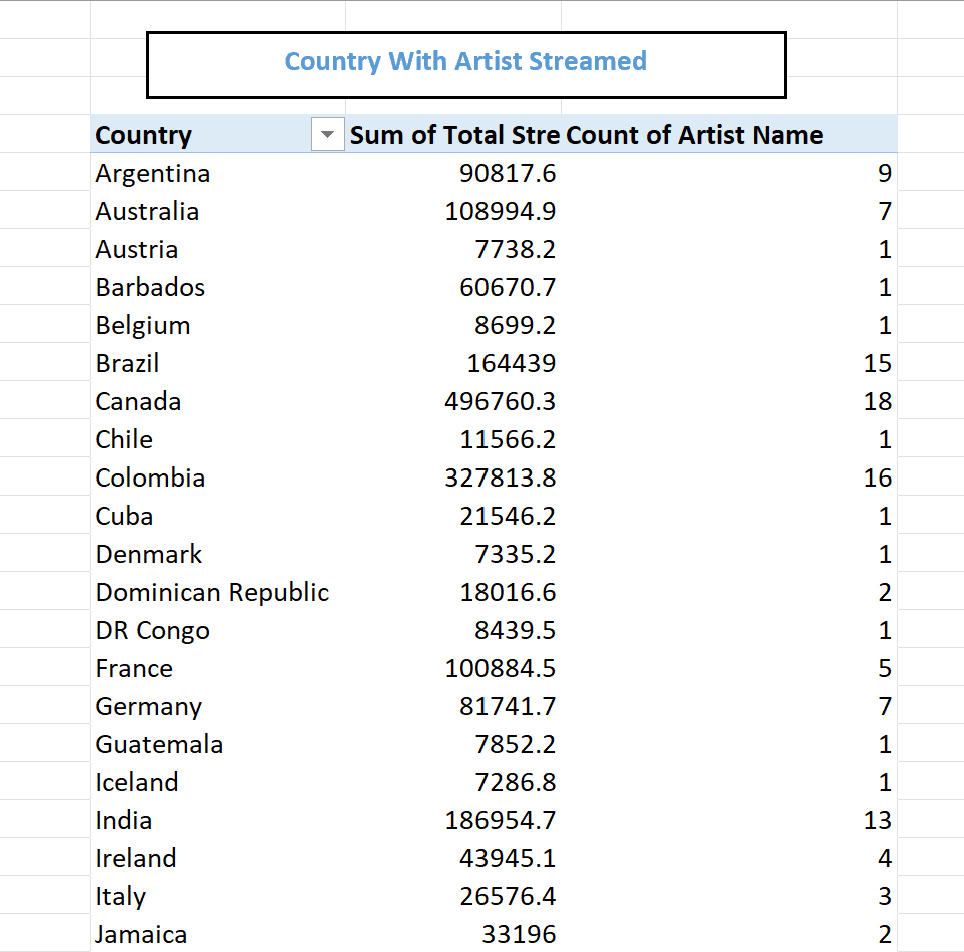 Country With Artist Streamed
Country Sum of Total Stre Count of Artist Name
Argentina 90817.6 9
Australia 108994.9 7
Austria 7738.2 1
Barbados 60670.7 1
Belgium 8699.2 1
Brazil 164439 15
Canada 496760.3 18
Chile 11566.2 1
Colombia 327813.8 16
Cuba 21546.2 1
Denmark 7335.2 1
Dominican Republic 18016.6 2
DR Congo 8439.5 1
France 100884.5 5
Germany 81741.7 7
Guatemala 7852.2 1
Iceland 7286.8 1
India 186954.7 13
Ireland 43945.1 4
Italy 26576.4 3
Jamaica 33196 2